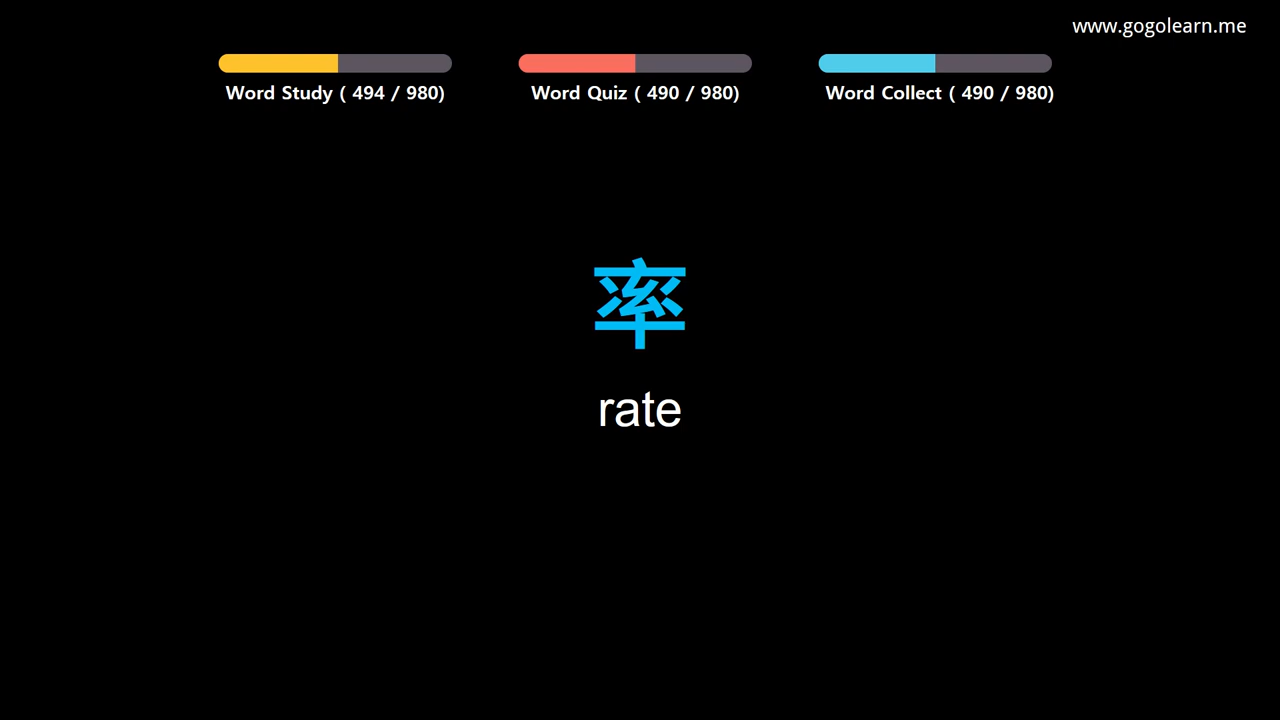 www.gogolearn.me
Word Study ( 494 / 980)
Word Quiz ( 490 / 980)
Word Collect ( 490 / 980)
率
rate